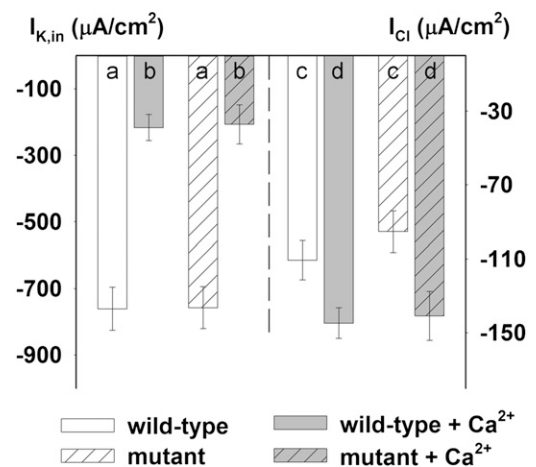 I_K,in (μA/cm²) I_Cl (μA/cm²)
a b a b c d c d
-100
-30
-300
-70
-500
-110
-700
-150
-900
wild-type wild-type + Ca²⁺
mutant mutant + Ca²⁺